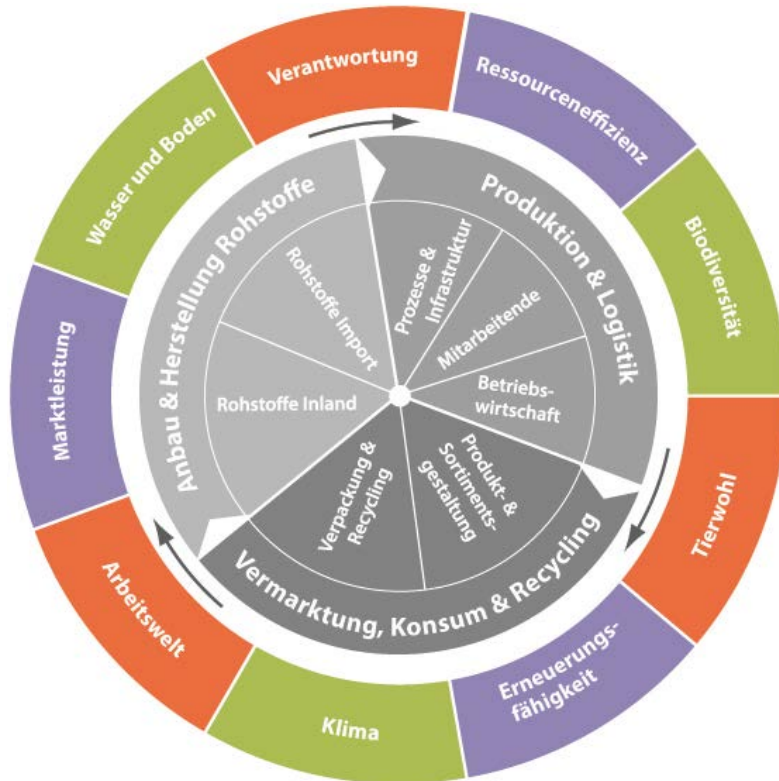 Verantwortung
Ressourceneffizienz
Biodiversität
Tierwohl
Erneuerungs-
fähigkeit
Klima
Arbeitswelt
Marktleistung
Wasser und Boden
Anbau & Herstellung Rohstoffe
Rohstoffe Import
Rohstoffe Inland
Produktion & Logistik
Prozesse &
Infrastruktur
Mitarbeitende
Betriebs-
wirtschaft
Vermarktung, Konsum & Recycling
Produkt- &
Sortiments-
gestaltung
Verpackung &
Recycling